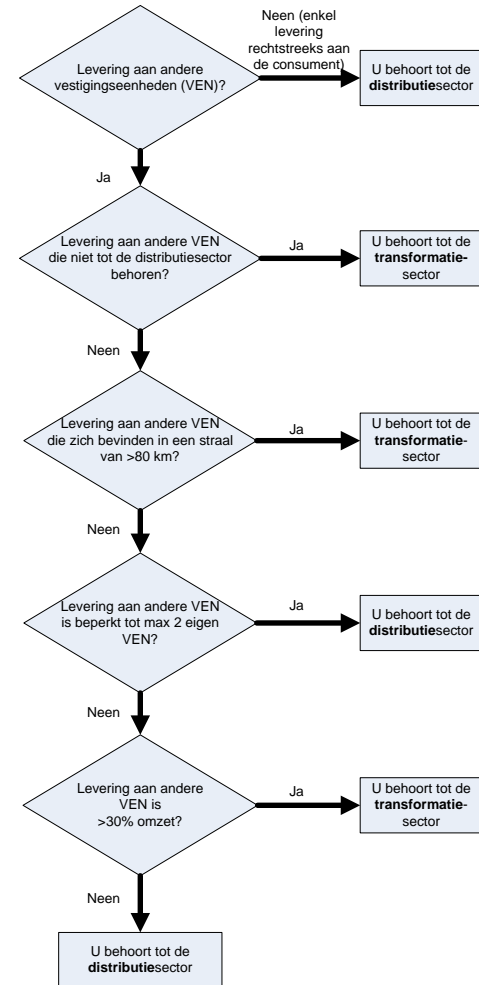 Neen (enkel
levering
rechtstreeks aan
de consument)
Levering aan andere
vestigingseenheden (VEN)?
U behoort tot de
distributiesector
Ja
Levering aan andere VEN
die niet tot de distributiesector
behoren?
Ja
U behoort tot de
transformatie-
sector
Neen
Levering aan andere VEN
die zich bevinden in een straal
van >80 km?
Ja
U behoort tot de
transformatie-
sector
Neen
Levering aan andere VEN
is beperkt tot max 2 eigen
VEN?
Ja
U behoort tot de
distributiesector
Neen
Levering aan andere
VEN is
>30% omzet?
Ja
U behoort tot de
transformatie-
sector
Neen
U behoort tot de
distributiesector